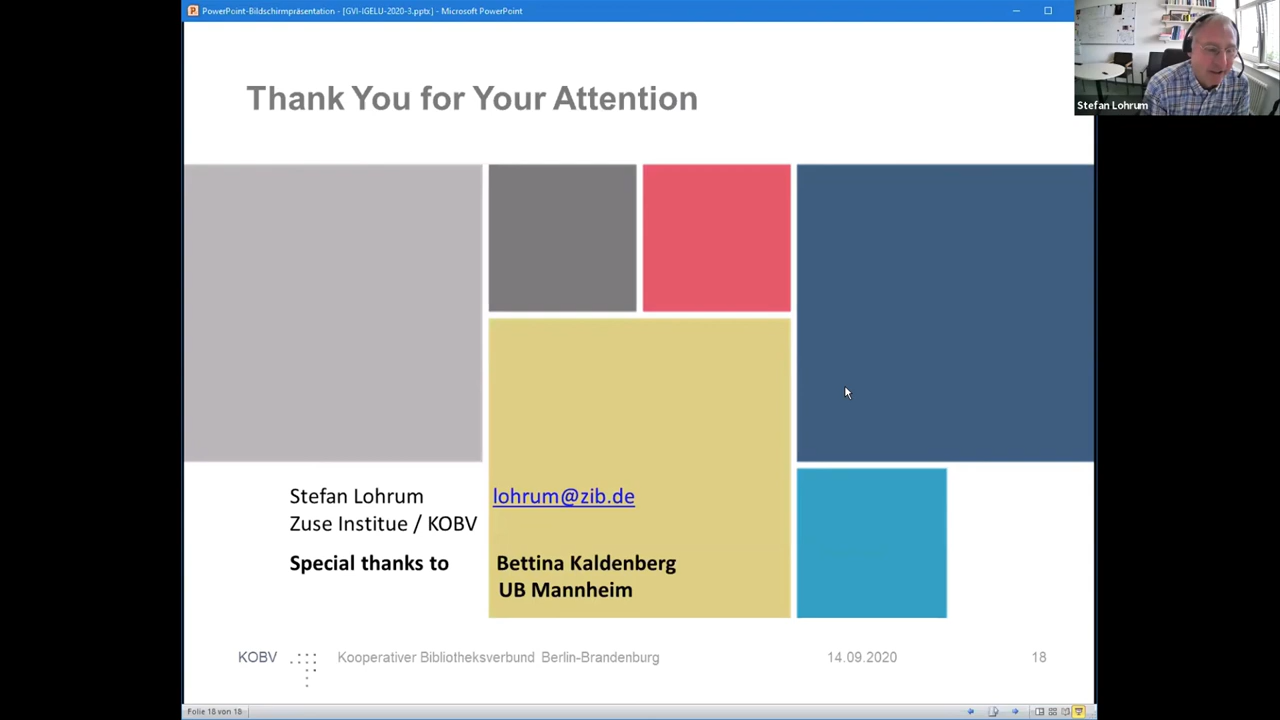 PowerPoint-Bildschirmpräsentation - [GVI-IGELU-2020-3.pptx] - Microsoft PowerPoint
Stefan Lohrum
Thank You for Your Attention
Stefan Lohrum lohrum@zib.de
Zuse Institue / KOBV
Special thanks to Bettina Kaldenberg
UB Mannheim
KOBV Kooperativer Bibliotheksverbund Berlin-Brandenburg 14.09.2020 18
Folie 18 von 18